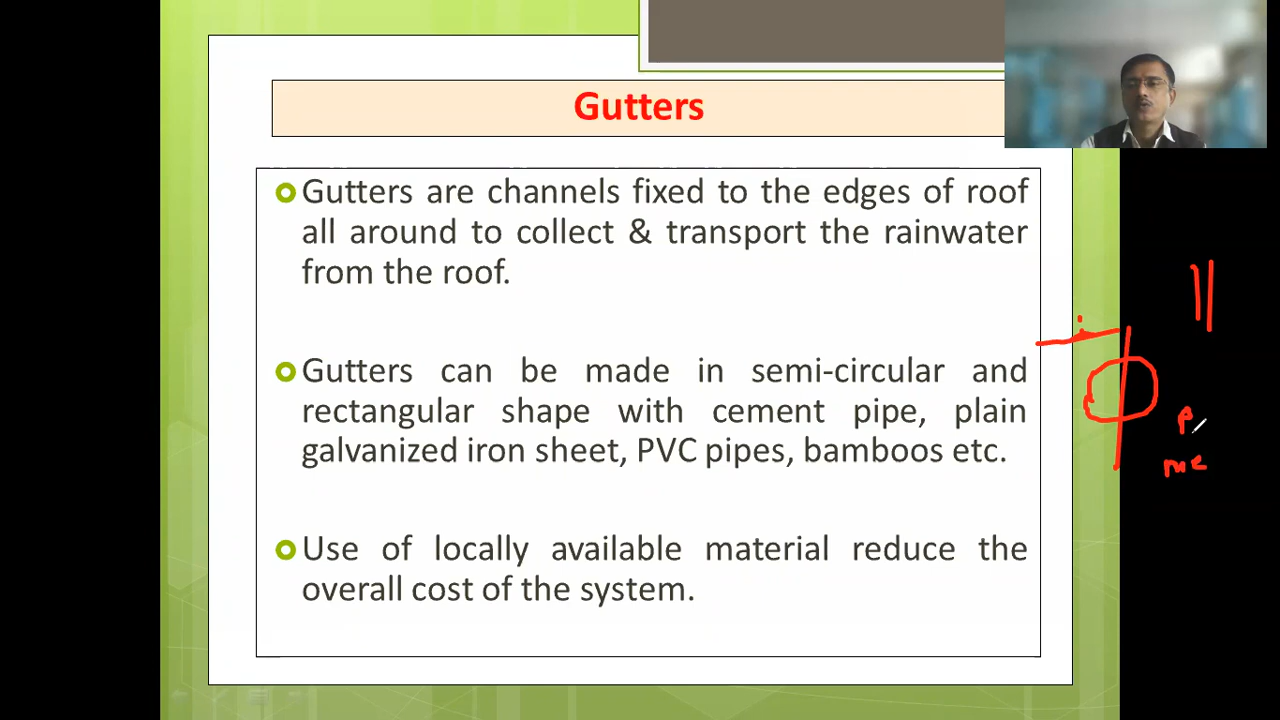 Gutters
Gutters are channels fixed to the edges of roof
all around to collect & transport the rainwater
from the roof.
Gutters can be made in semi-circular and
rectangular shape with cement pipe, plain
galvanized iron sheet, PVC pipes, bamboos etc.
Use of locally available material reduce the
overall cost of the system.
P
me